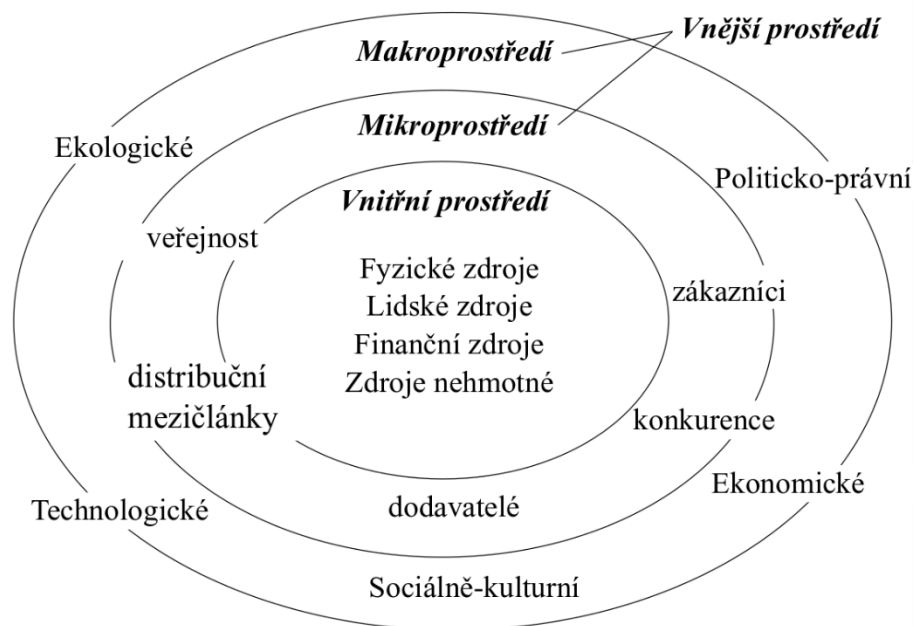 Vnější prostředí
Makroprostředí
Mikroprostředí
Ekologické
Politicko-právní
Vnitřní prostředí
veřejnost
Fyzické zdroje
zákazníci
Lidské zdroje
Finanční zdroje
Zdroje nehmotné
distribuční
mezičlánky
konkurence
Ekonomické
dodavatelé
Technologické
Sociálně-kulturní